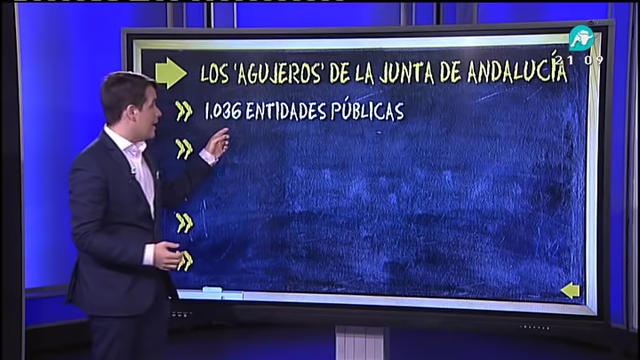 LOS 'AGUJEROS' DE LA JUNTA DE ANDALUCÍA
21 09
1.036 ENTIDADES PÚBLICAS